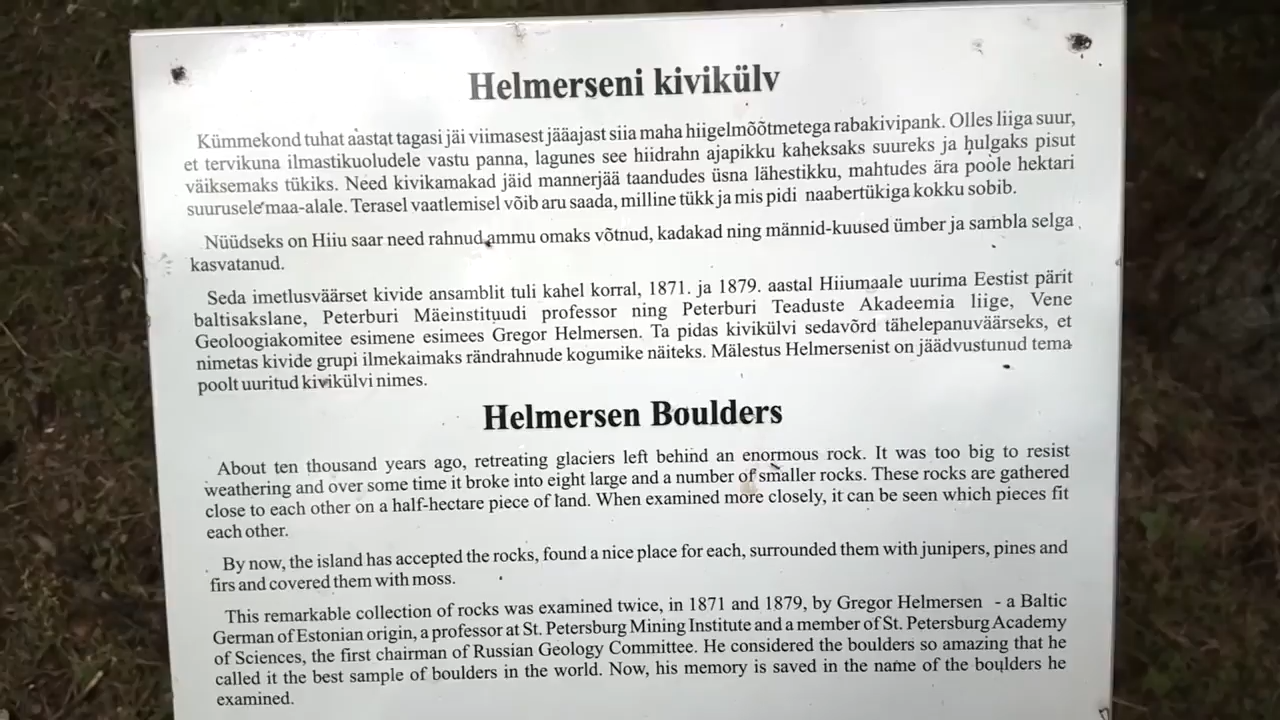 Helmerseni kivikülv
Kümmekond tuhat aastat tagasi jäi viimasest jääajast siia maha hiigelmõõtmetega rabakivipank. Olles liiga suur,
et tervikuna ilmastikuoludele vastu panna, lagunes see hiidrahn ajapikku kaheksaks suureks ja hulgaks pisut
väiksemaks tükiks. Need kivikamakad jäid mannerjää taandudes üsna lähestikku, mahtudes ära poole hektari
suurusele maa-alale. Terasel vaatlemisel võib aru saada, milline tükk ja mis pidi naabertükiga kokku sobib.
Nüüdseks on Hiiu saar need rahnud ammu omaks võtnud, kadakad ning männid-kuused ümber ja sambla selga
kasvatanud.
Seda imetlusväärset kivide ansamblit tuli kahel korral, 1871. ja 1879. aastal Hiiumaale uurima Eestist pärit
baltisakslane, Peterburi Mäeinstituudi professor ning Peterburi Teaduste Akadeemia liige, Vene
Geoloogiakomitee esimene esimees Gregor Helmersen. Ta pidas kivikülvi sedavõrd tähelepanuväärseks, et
nimetas kivide grupi ilmekaimaks rändrahnude kogumike näiteks. Mälestus Helmersenist on jäädvustunud tema
poolt uuritud kivikülvi nimes.
Helmersen Boulders
About ten thousand years ago, retreating glaciers left behind an enormous rock. It was too big to resist
weathering and over some time it broke into eight large and a number of smaller rocks. These rocks are gathered
close to each other on a half-hectare piece of land. When examined more closely, it can be seen which pieces fit
each other.
By now, the island has accepted the rocks, found a nice place for each, surrounded them with junipers, pines and
firs and covered them with moss.
This remarkable collection of rocks was examined twice, in 1871 and 1879, by Gregor Helmersen - a Baltic
German of Estonian origin, a professor at St. Petersburg Mining Institute and a member of St. Petersburg Academy
of Sciences, the first chairman of Russian Geology Committee. He considered the boulders so amazing that he
called it the best sample of boulders in the world. Now, his memory is saved in the name of the boulders he
examined.